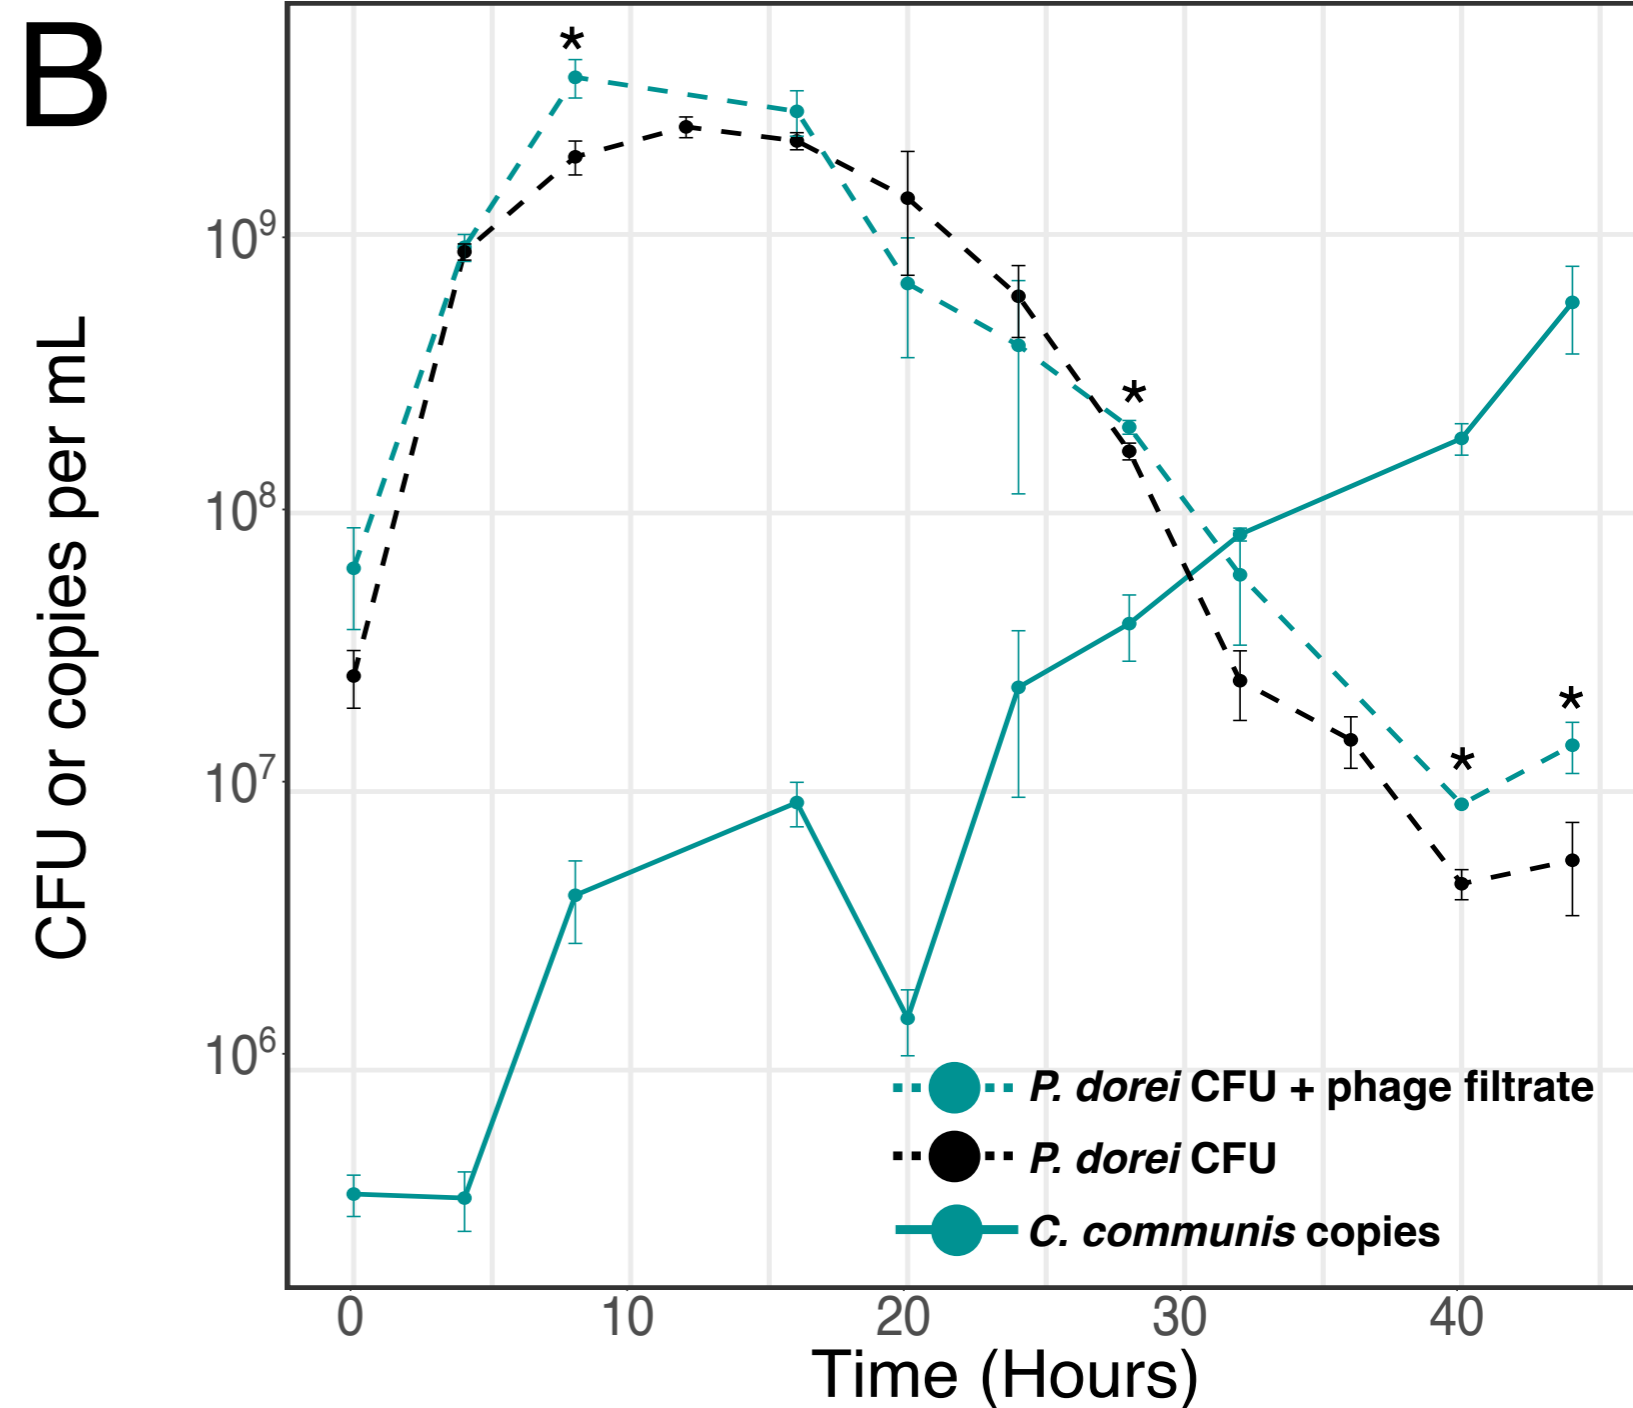 B
*
*
*
*
CFU or copies per mL
10⁹
10⁸
10⁷
10⁶
P. dorei CFU + phage filtrate
P. dorei CFU
C. communis copies
0 10 20 30 40
Time (Hours)